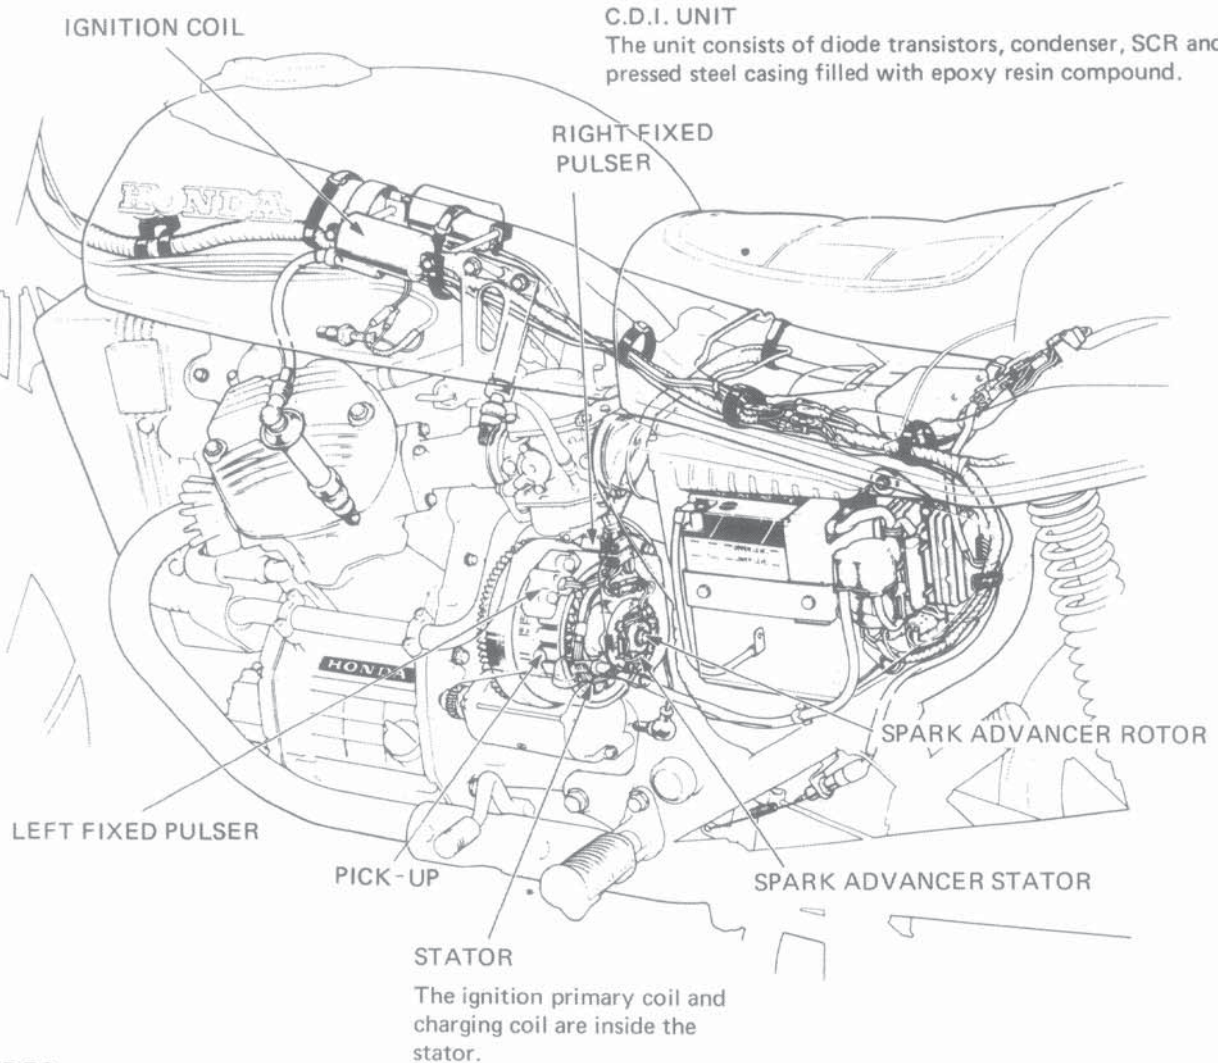 IGNITION COIL
C.D.I. UNIT
The unit consists of diode transistors, condenser, SCR and
pressed steel casing filled with epoxy resin compound.
RIGHT FIXED
PULSER
HONDA
HONDA
SPARK ADVANCER ROTOR
LEFT FIXED PULSER
PICK-UP
SPARK ADVANCER STATOR
STATOR
The ignition primary coil and
charging coil are inside the
stator.